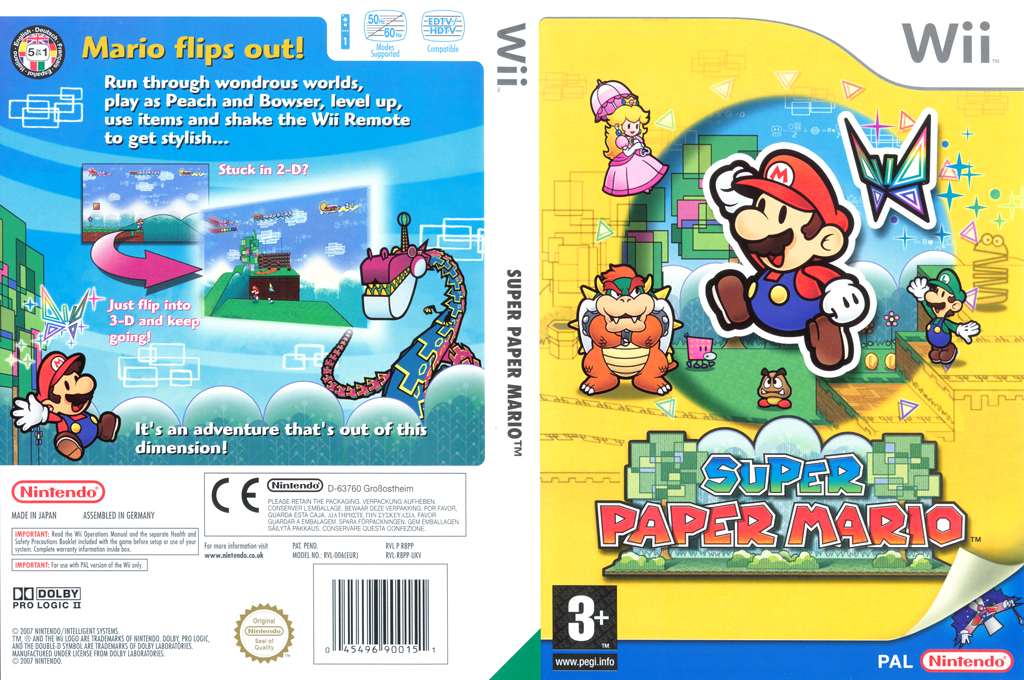 English • Deutsch • Français • Español • Italiano
5 IN 1
Mario flips out!
1
50Hz
60Hz
Modes
Supported
EDTV/
HDTV
Compatible
Run through wondrous worlds,
play as Peach and Bowser, level up,
use items and shake the Wii Remote
to get stylish...
Stuck in 2-D?
Just flip into
3-D and keep
going!
It's an adventure that's out of this
dimension!
Nintendo®
MADE IN JAPAN ASSEMBLED IN GERMANY
IMPORTANT: Read the Wii Operations Manual and the separate Health and
Safety Precautions Booklet included with the game before setup or use of your
system. Complete warranty information inside box.
IMPORTANT: For use with PAL version of the Wii only.
DOLBY
PRO LOGIC II
© 2007 NINTENDO/INTELLIGENT SYSTEMS.
TM, ® AND THE Wii LOGO ARE TRADEMARKS OF NINTENDO. DOLBY, PRO LOGIC,
AND THE DOUBLE-D SYMBOL ARE TRADEMARKS OF DOLBY LABORATORIES.
MANUFACTURED UNDER LICENSE FROM DOLBY LABORATORIES.
© 2007 NINTENDO.
CE
Nintendo® D-63760 Großostheim
PLEASE RETAIN THE PACKAGING. VERPACKUNG AUFHEBEN.
CONSERVER L'EMBALLAGE. BEWAAR DEZE VERPAKKING. POR FAVOR,
GUARDA ESTA CAJA. ΔΙΑΤΗΡΗΣΤΕ ΤΗΝ ΣΥΣΚΕΥΑΣΙΑ. FAVOR
GUARDAR A EMBALAGEM. SPARA FÖRPACKNINGEN. GEM EMBALLAGEN.
SÄILYTÄ PAKKAUS. CONSERVARE QUESTA CONFEZIONE.
For more information visit
www.nintendo.co.uk
PAT. PEND.
MODEL NO.: RVL-006(EUR)
RVL P R8PP
RVL-R8PP-UKV
Original
Nintendo
Seal of
Quality
TM
0 45496 90015 1
Wii
TM
SUPER PAPER MARIO™
Wii
TM
SUPER
PAPER MARIO
TM
3+
TM
www.pegi.info
PAL
Nintendo®